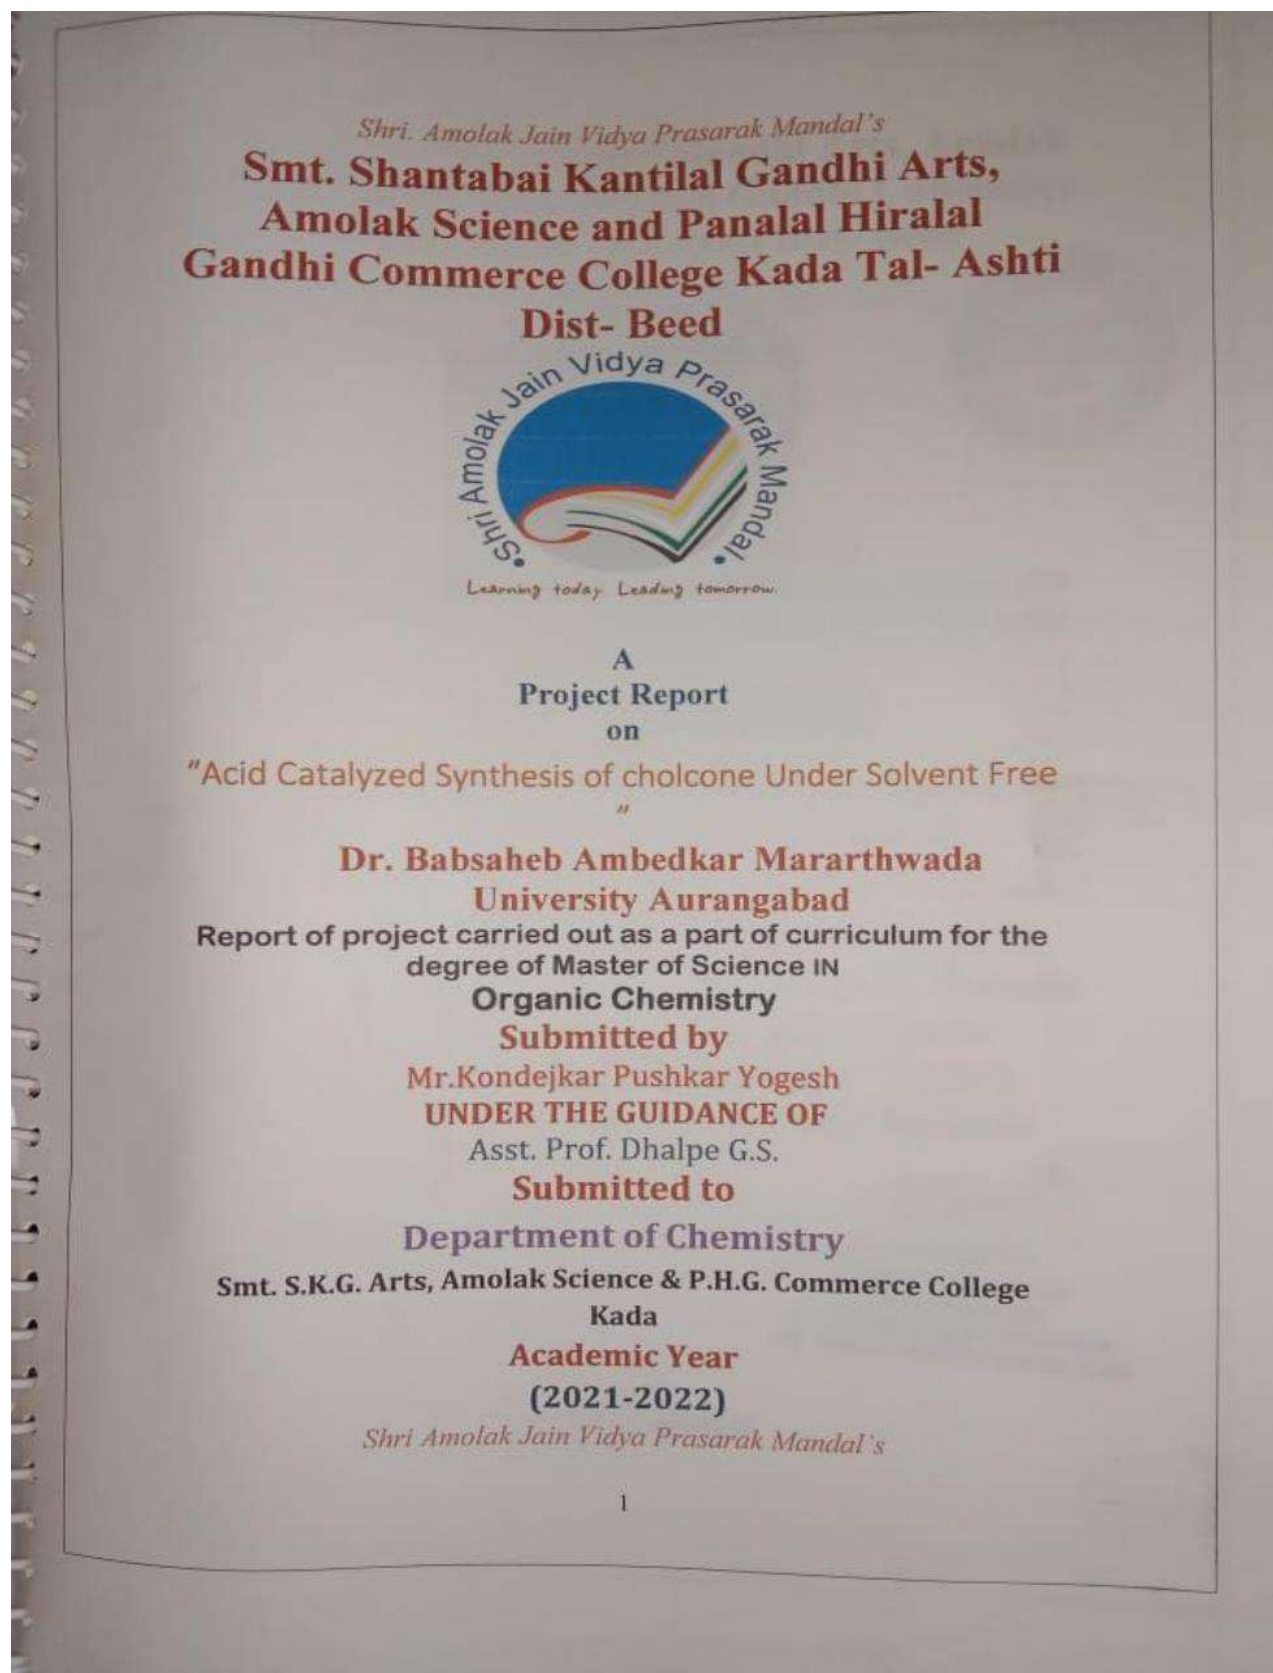 Shri. Amolak Jain Vidya Prasarak Mandal's
Smt. Shantabai Kantilal Gandhi Arts,
Amolak Science and Panalal Hiralal
Gandhi Commerce College Kada Tal- Ashti
Dist- Beed
Shri Amolak Jain Vidya Prasarak Mandal
Learning today Leading tomorrow.
A
Project Report
on
"Acid Catalyzed Synthesis of cholcone Under Solvent Free
"
Dr. Babsaheb Ambedkar Mararthwada
University Aurangabad
Report of project carried out as a part of curriculum for the
degree of Master of Science IN
Organic Chemistry
Submitted by
Mr.Kondejkar Pushkar Yogesh
UNDER THE GUIDANCE OF
Asst. Prof. Dhalpe G.S.
Submitted to
Department of Chemistry
Smt. S.K.G. Arts, Amolak Science & P.H.G. Commerce College
Kada
Academic Year
(2021-2022)
Shri Amolak Jain Vidya Prasarak Mandal's
1